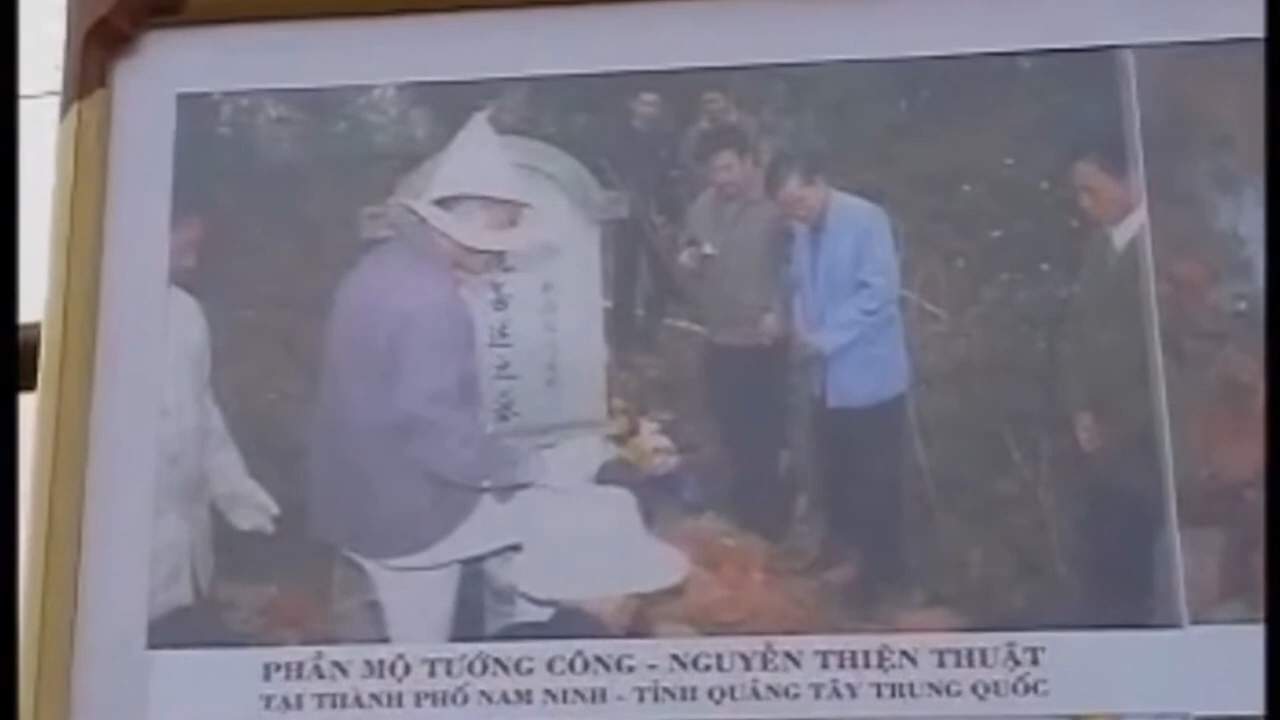 PHẦN MỘ TƯỚNG CÔNG - NGUYỄN THIỆN THUẬT
TẠI THÀNH PHỐ NAM NINH - TỈNH QUẢNG TÂY TRUNG QUỐC